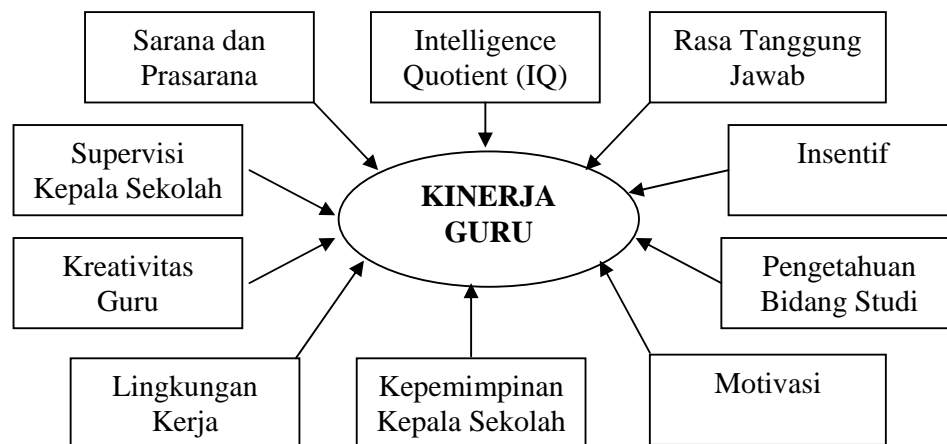 Sarana dan
Prasarana
Intelligence
Quotient (IQ)
Rasa Tanggung
Jawab
Supervisi
Kepala Sekolah
Insentif
KINERJA
GURU
Kreativitas
Guru
Pengetahuan
Bidang Studi
Lingkungan
Kerja
Kepemimpinan
Kepala Sekolah
Motivasi